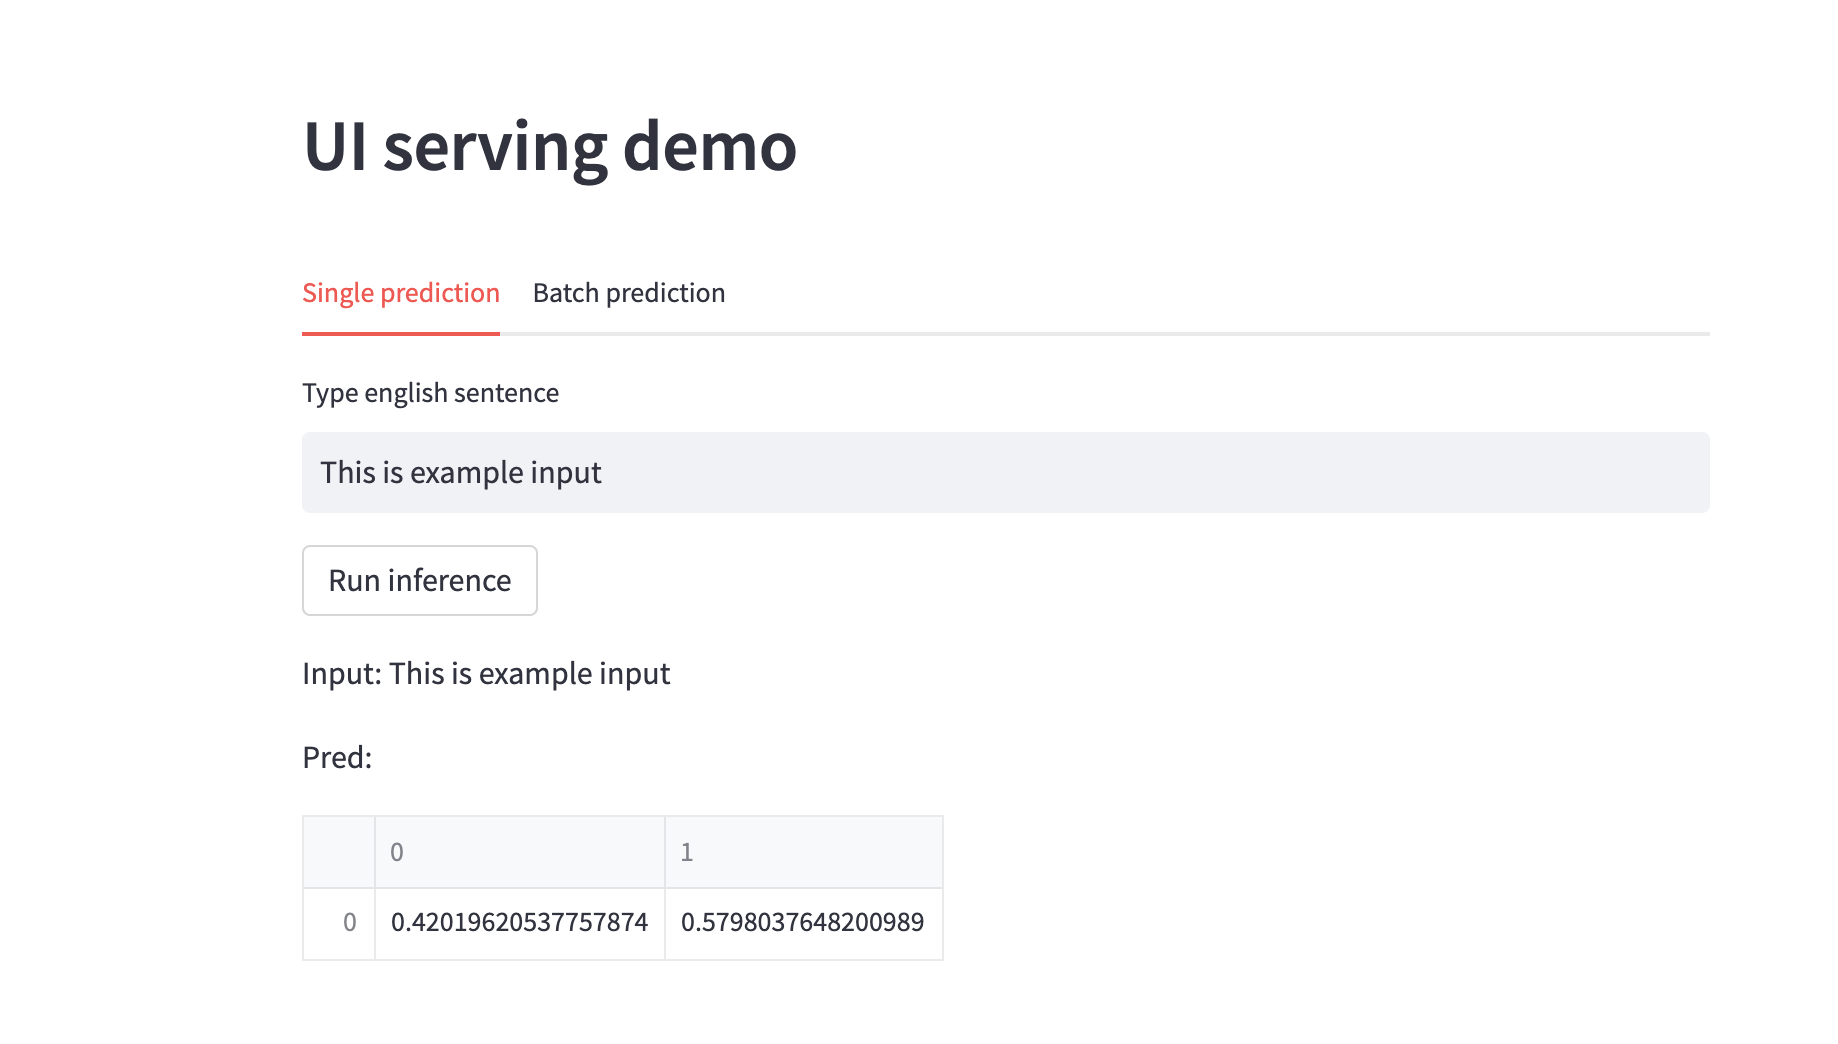 UI serving demo
Single prediction Batch prediction
Type english sentence
This is example input
Run inference
Input: This is example input
Pred:
0 1
0 0.42019620537757874 0.5798037648200989